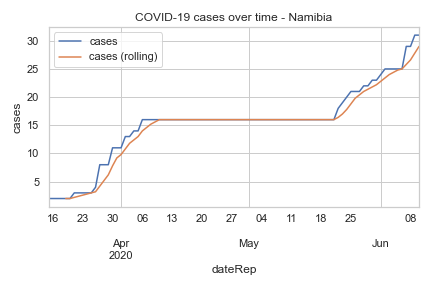 COVID-19 cases over time - Namibia
cases
cases (rolling)
30
25
20
15
10
5
cases
16 23 30 06 13 20 27 04 11 18 25 08
Apr May Jun
2020
dateRep